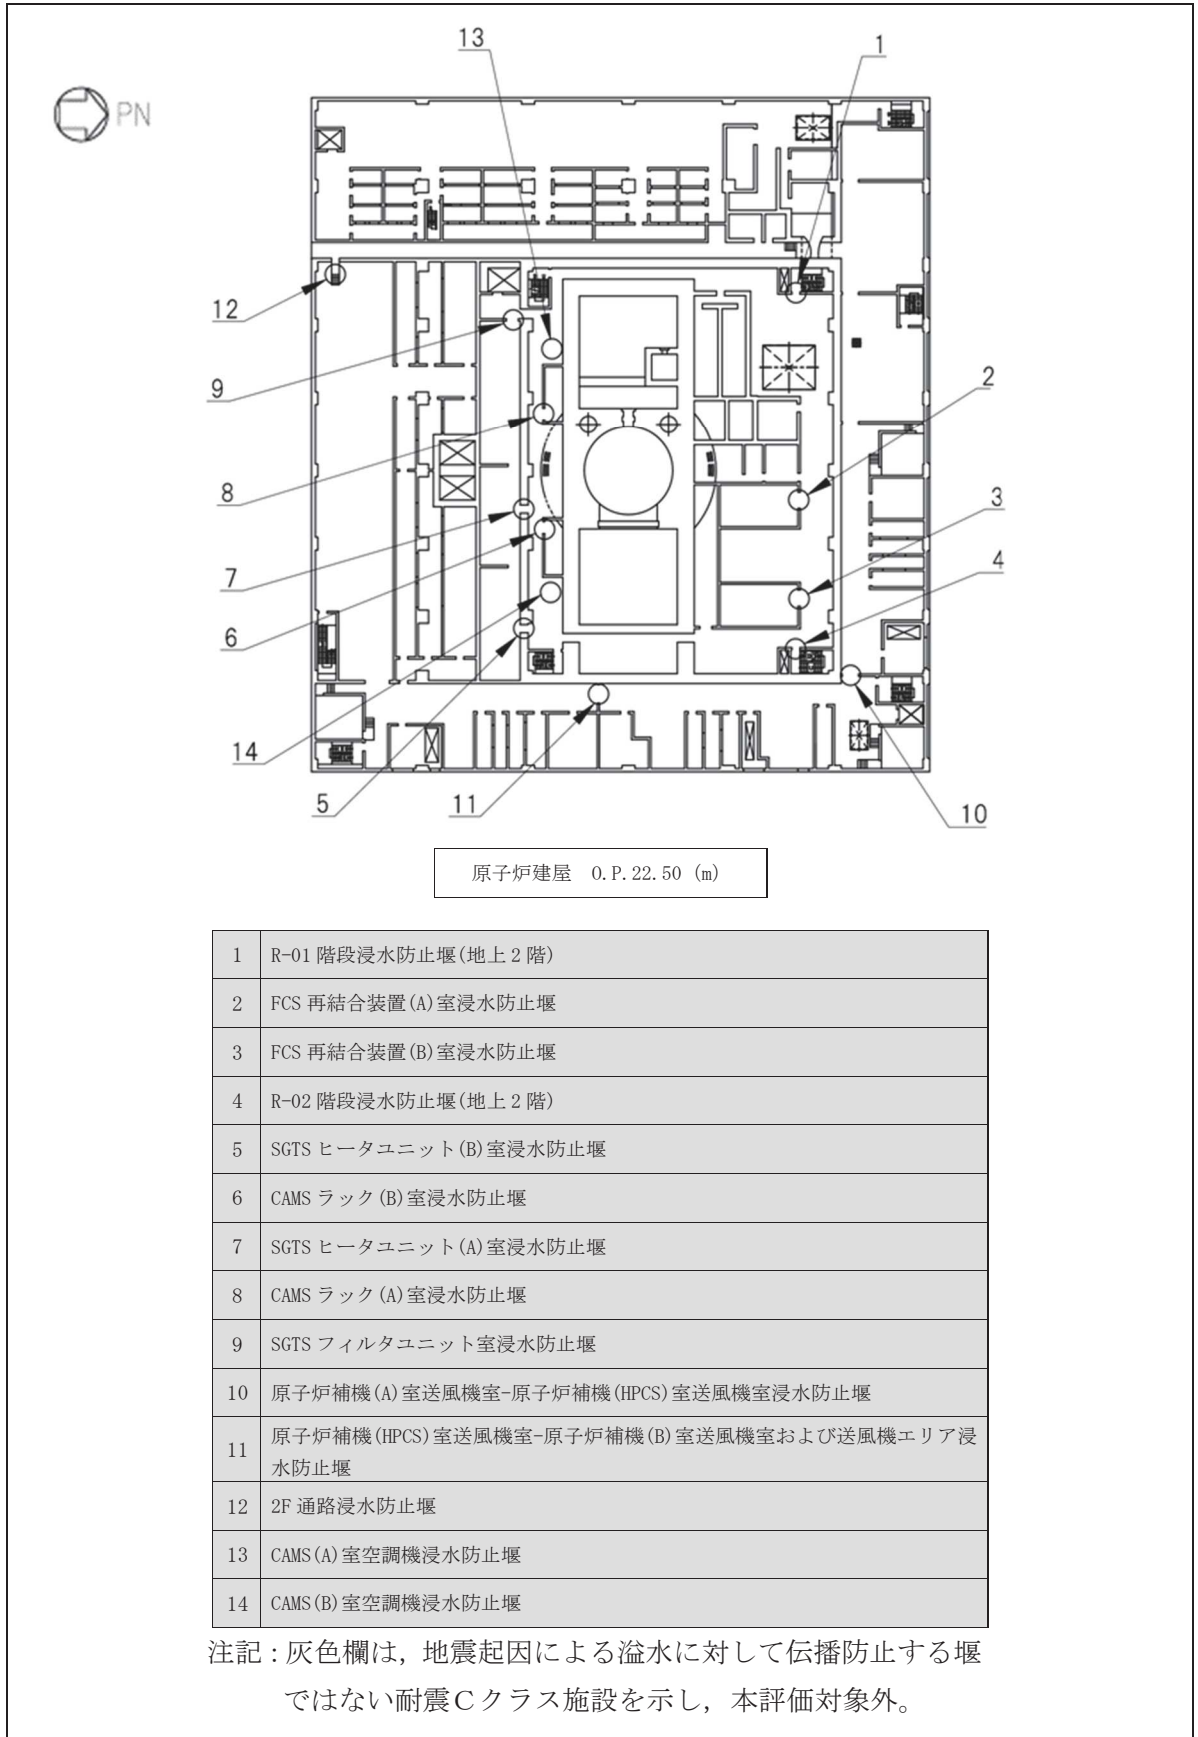 13
1
PN
12
9
2
8
3
7
4
6
14
5
11
10
原子炉建屋 O.P.22.50 (m)
1 R-01 階段浸水防止堰(地上2階)
2 FCS 再結合装置(A)室浸水防止堰
3 FCS 再結合装置(B)室浸水防止堰
4 R-02 階段浸水防止堰(地上2階)
5 SGTS ヒータユニット(B)室浸水防止堰
6 CAMS ラック(B)室浸水防止堰
7 SGTS ヒータユニット(A)室浸水防止堰
8 CAMS ラック(A)室浸水防止堰
9 SGTS フィルタユニット室浸水防止堰
10 原子炉補機(A)室送風機室-原子炉補機(HPCS)室送風機室浸水防止堰
11 原子炉補機(HPCS)室送風機室-原子炉補機(B)室送風機室および送風機エリア浸
水防止堰
12 2F 通路浸水防止堰
13 CAMS(A)室空調機浸水防止堰
14 CAMS(B)室空調機浸水防止堰
注記：灰色欄は，地震起因による溢水に対して伝播防止する堰
ではない耐震Ｃクラス施設を示し，本評価対象外。